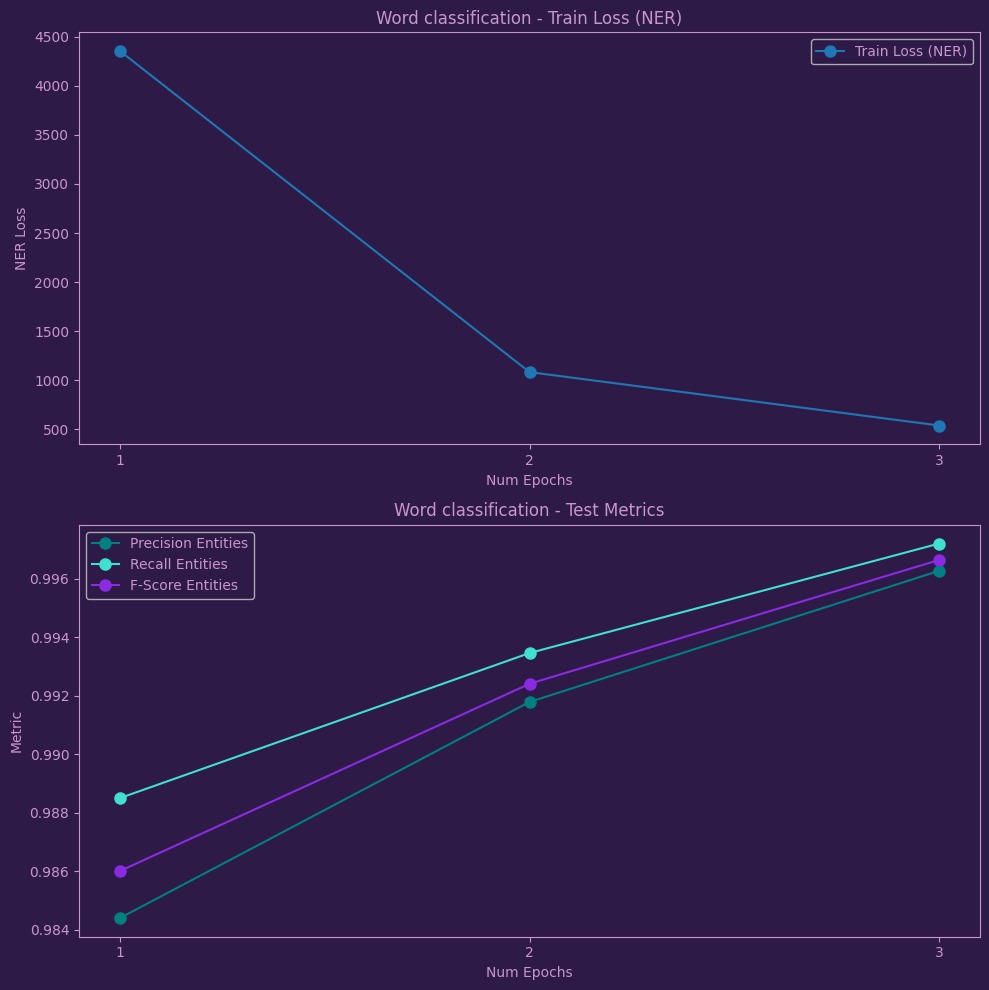 Word classification - Train Loss (NER)
Train Loss (NER)
4500
4000
3500
3000
2500
2000
1500
1000
500
NER Loss
1 2 3
Num Epochs
Word classification - Test Metrics
Precision Entities
Recall Entities
F-Score Entities
0.996
0.994
0.992
0.990
0.988
0.986
0.984
Metric
1 2 3
Num Epochs